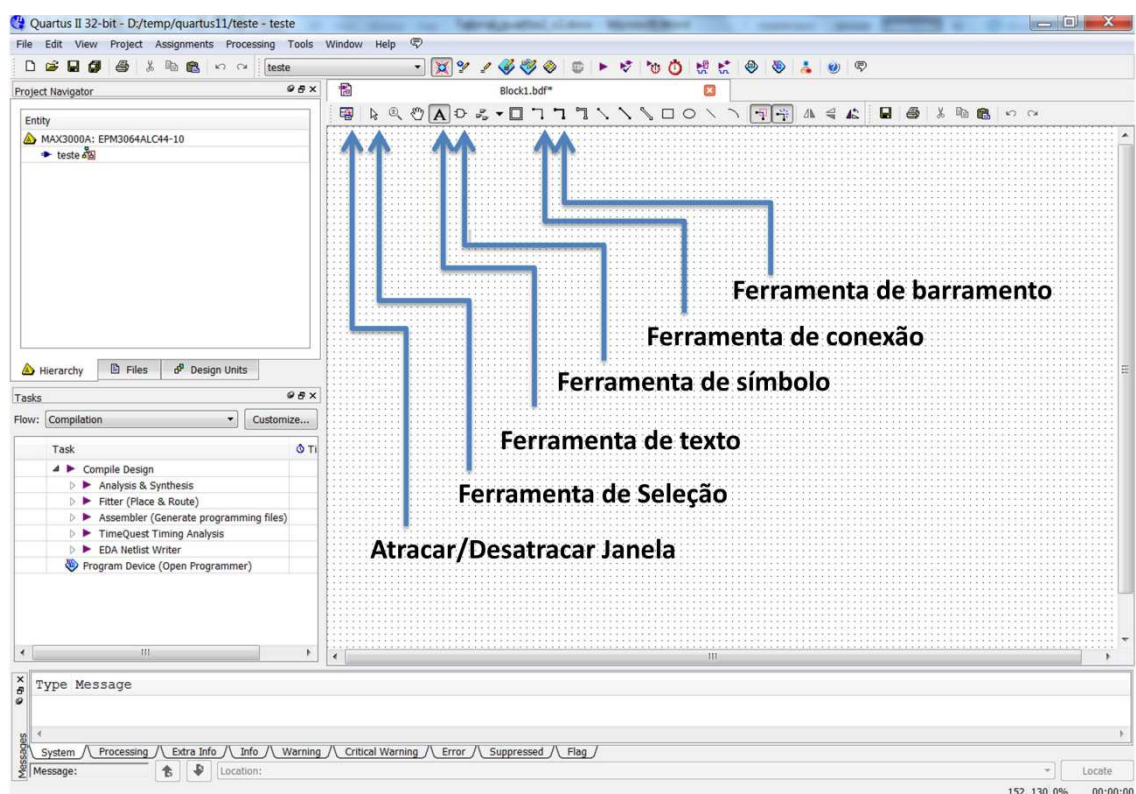 Quartus II 32-bit - D:/temp/quartus11/teste - teste
File Edit View Project Assignments Processing Tools Window Help
teste
Project Navigator
Block1.bdf*
Entity
MAX3000A: EPM3064ALC44-10
teste
Hierarchy Files Design Units
Tasks
Flow: Compilation Customize...
Task Ti
Compile Design
Analysis & Synthesis
Fitter (Place & Route)
Assembler (Generate programming files)
TimeQuest Timing Analysis
EDA Netlist Writer
Program Device (Open Programmer)
Ferramenta de barramento
Ferramenta de conexão
Ferramenta de símbolo
Ferramenta de texto
Ferramenta de Seleção
Atracar/Desatracar Janela
Type Message
Messages
System Processing Extra Info Info Warning Critical Warning Error Suppressed Flag
Message: Location: Locate
152, 130 0% 00:00:00